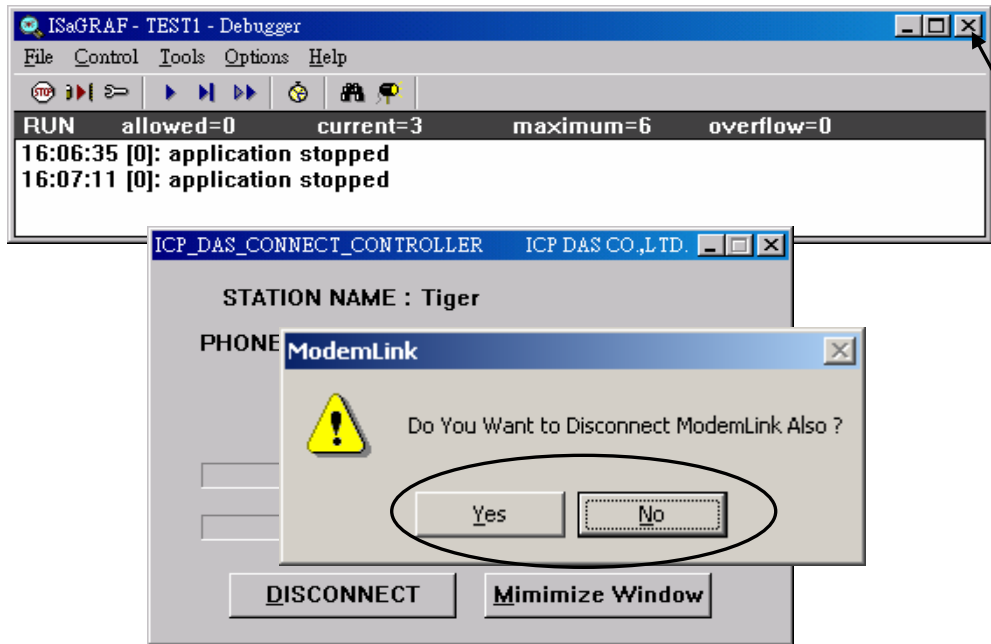 ISaGRAF - TEST1 - Debugger
File Control Tools Options Help
STOP
RUN allowed=0 current=3 maximum=6 overflow=0
16:06:35 [0]: application stopped
16:07:11 [0]: application stopped
ICP_DAS_CONNECT_CONTROLLER ICP DAS CO.,LTD.
STATION NAME : Tiger
PHONE
ModemLink
Do You Want to Disconnect ModemLink Also ?
Yes No
DISCONNECT Mimimize Window